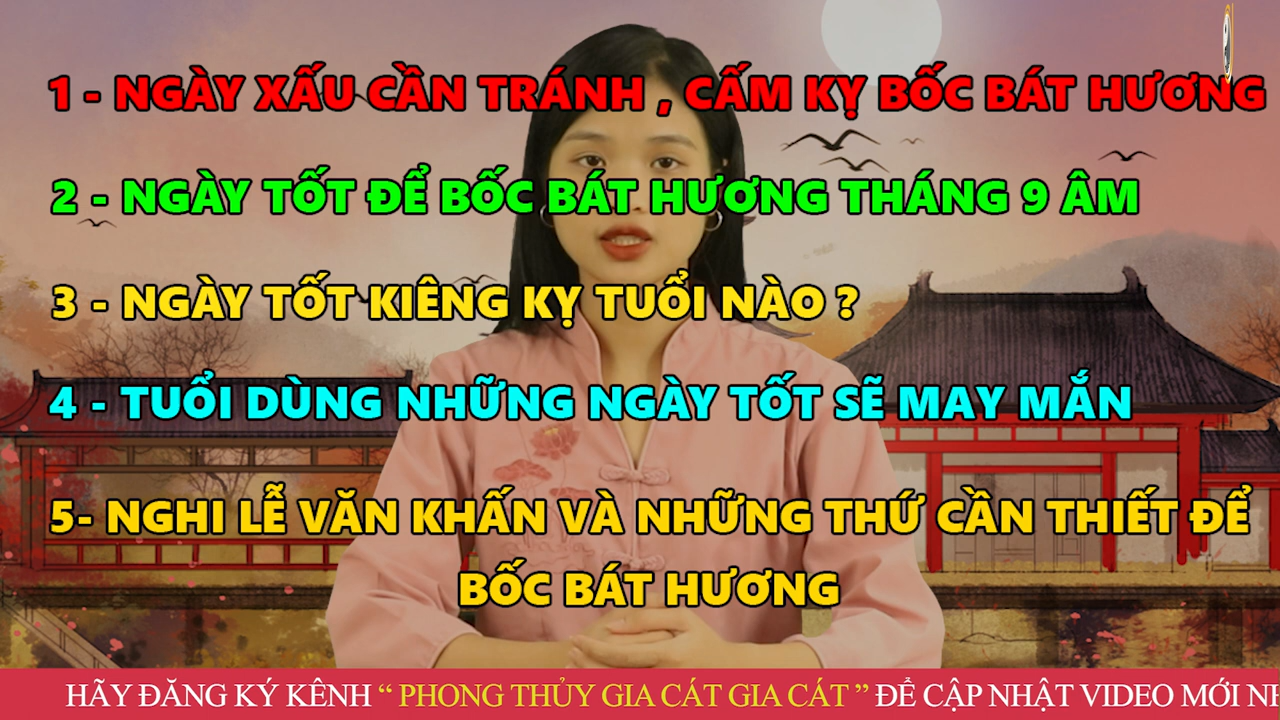 1 - NGÀY XẤU CẦN TRÁNH , CẤM KỴ BỐC BÁT HƯƠNG
2 - NGÀY TỐT ĐỂ BỐC BÁT HƯƠNG THÁNG 9 ÂM
3 - NGÀY TỐT KIÊNG KỴ TUỔI NÀO ?
4 - TUỔI DÙNG NHỮNG NGÀY TỐT SẼ MAY MẮN
5- NGHI LỄ VĂN KHẤN VÀ NHỮNG THỨ CẦN THIẾT ĐỂ
BỐC BÁT HƯƠNG
HÃY ĐĂNG KÝ KÊNH “ PHONG THỦY GIA CÁT GIA CÁT ” ĐỂ CẬP NHẬT VIDEO MỚI